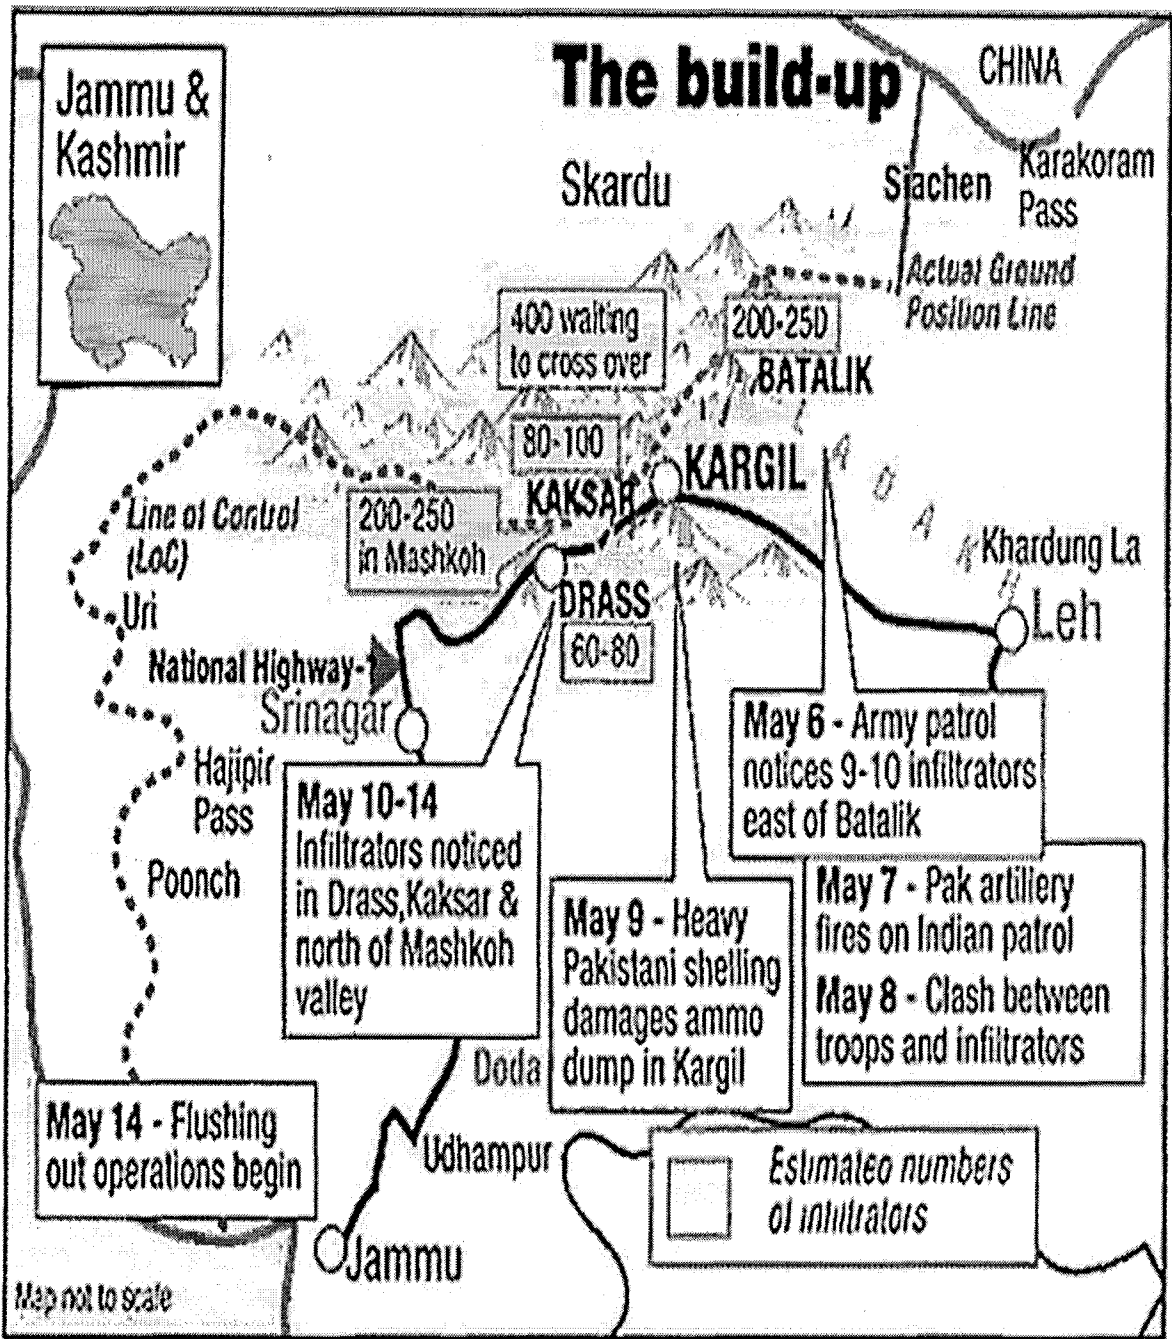 The build-up
CHINA
Jammu &
Kashmir
Skardu
Siachen
Karakoram
Pass
Actual Ground
Position Line
400 waiting
to cross over
200-250
BATALIK
80-100
KARGIL
KAKSAR
LADAKH
Line of Control
(LoC)
200-250
in Mashkoh
Khardung La
Uri
DRASS
Leh
60-80
National Highway-1
Srinagar
Hajipir
Pass
Poonch
May 10-14
Infiltrators noticed
in Drass,Kaksar &
north of Mashkoh
valley
May 6 - Army patrol
notices 9-10 infiltrators
east of Batalik
May 9 - Heavy
Pakistani shelling
damages ammo
dump in Kargil
May 7 - Pak artillery
fires on Indian patrol
May 8 - Clash between
troops and infiltrators
Doda
May 14 - Flushing
out operations begin
Udhampur
Estimated numbers
of infiltrators
Jammu
Map not to scale